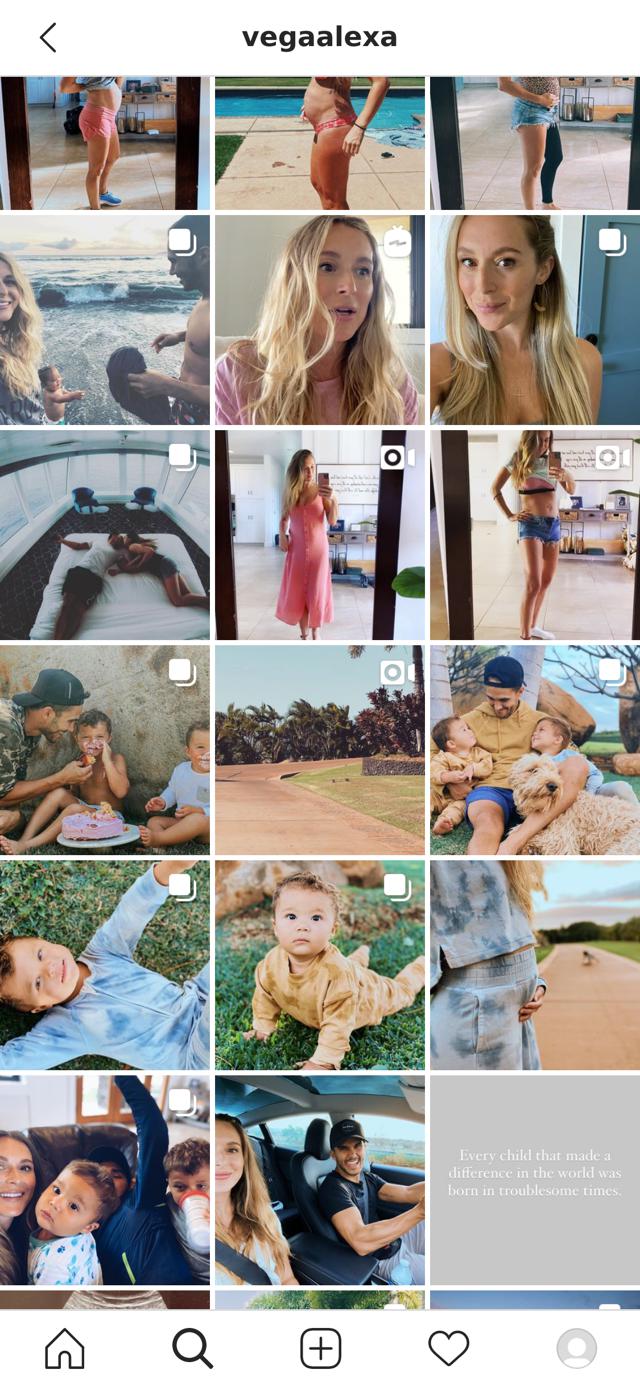 vegaalexa
Every child that made a
difference in the world was
born in troublesome times.